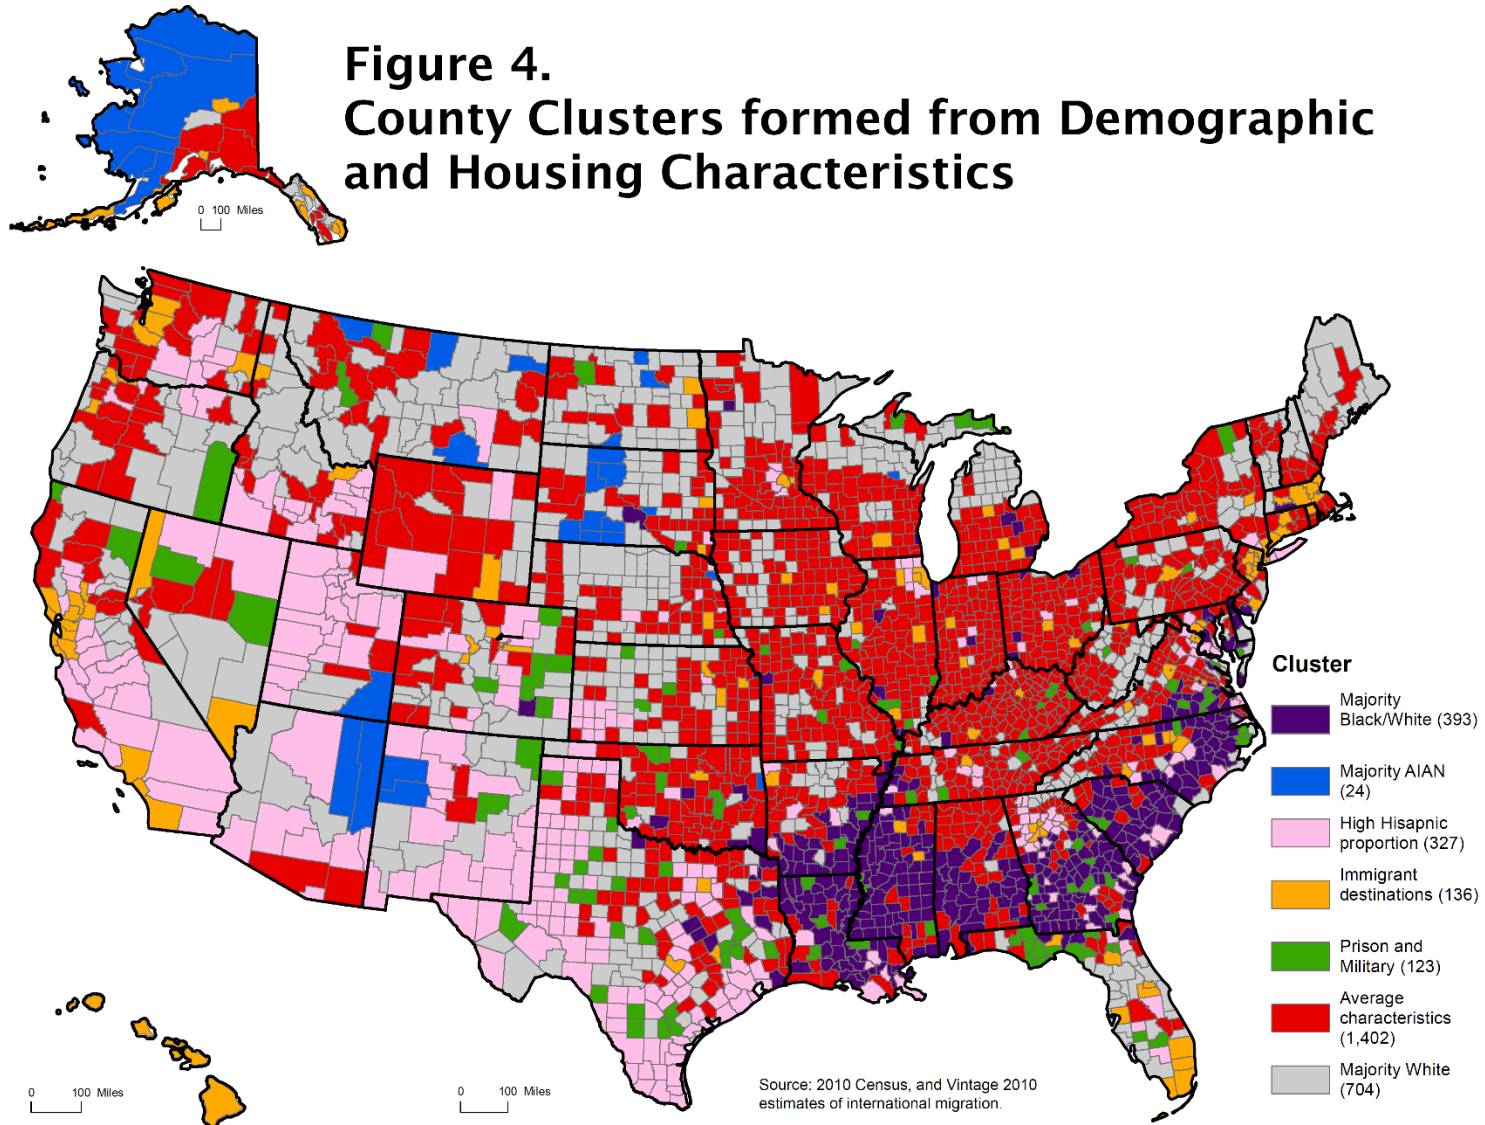 Figure 4.
County Clusters formed from Demographic
and Housing Characteristics
0 100 Miles
Cluster
Majority
Black/White (393)
Majority AIAN
(24)
High Hisapnic
proportion (327)
Immigrant
destinations (136)
Prison and
Military (123)
Average
characteristics
(1,402)
Majority White
(704)
0 100 Miles
0 100 Miles
Source: 2010 Census, and Vintage 2010
estimates of international migration.